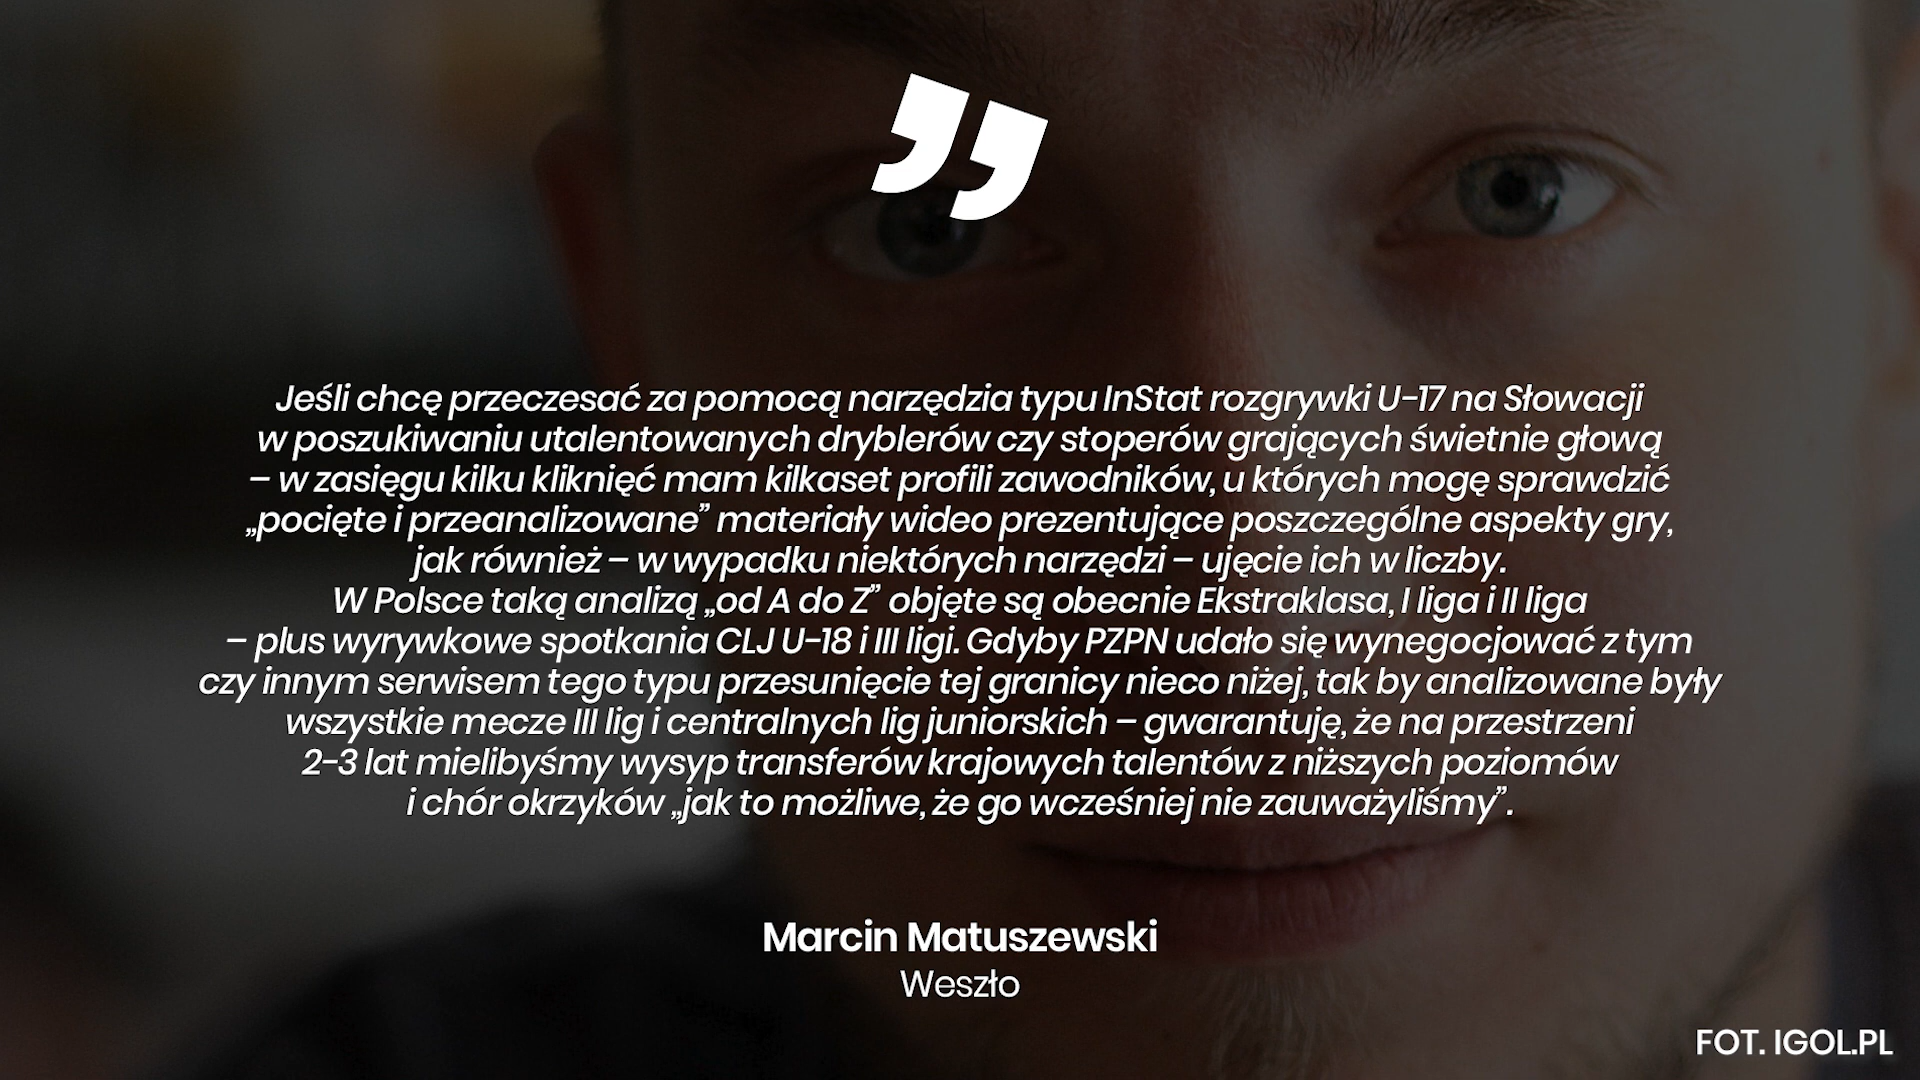 Jeśli chcę przeczesać za pomocą narzędzia typu InStat rozgrywki U-17 na Słowacji
w poszukiwaniu utalentowanych dryblerów czy stoperów grających świetnie głową
– w zasięgu kilku kliknięć mam kilkaset profili zawodników, u których mogę sprawdzić
„pocięte i przeanalizowane” materiały wideo prezentujące poszczególne aspekty gry,
jak również – w wypadku niektórych narzędzi – ujęcie ich w liczby.
W Polsce taką analizą „od A do Z” objęte są obecnie Ekstraklasa, I liga i II liga
– plus wyrywkowe spotkania CLJ U-18 i III ligi. Gdyby PZPN udało się wynegocjować z tym
czy innym serwisem tego typu przesunięcie tej granicy nieco niżej, tak by analizowane były
wszystkie mecze III lig i centralnych lig juniorskich – gwarantuję, że na przestrzeni
2-3 lat mielibyśmy wysyp transferów krajowych talentów z niższych poziomów
i chór okrzyków „jak to możliwe, że go wcześniej nie zauważyliśmy”.
Marcin Matuszewski
Weszło
FOT. IGOL.PL